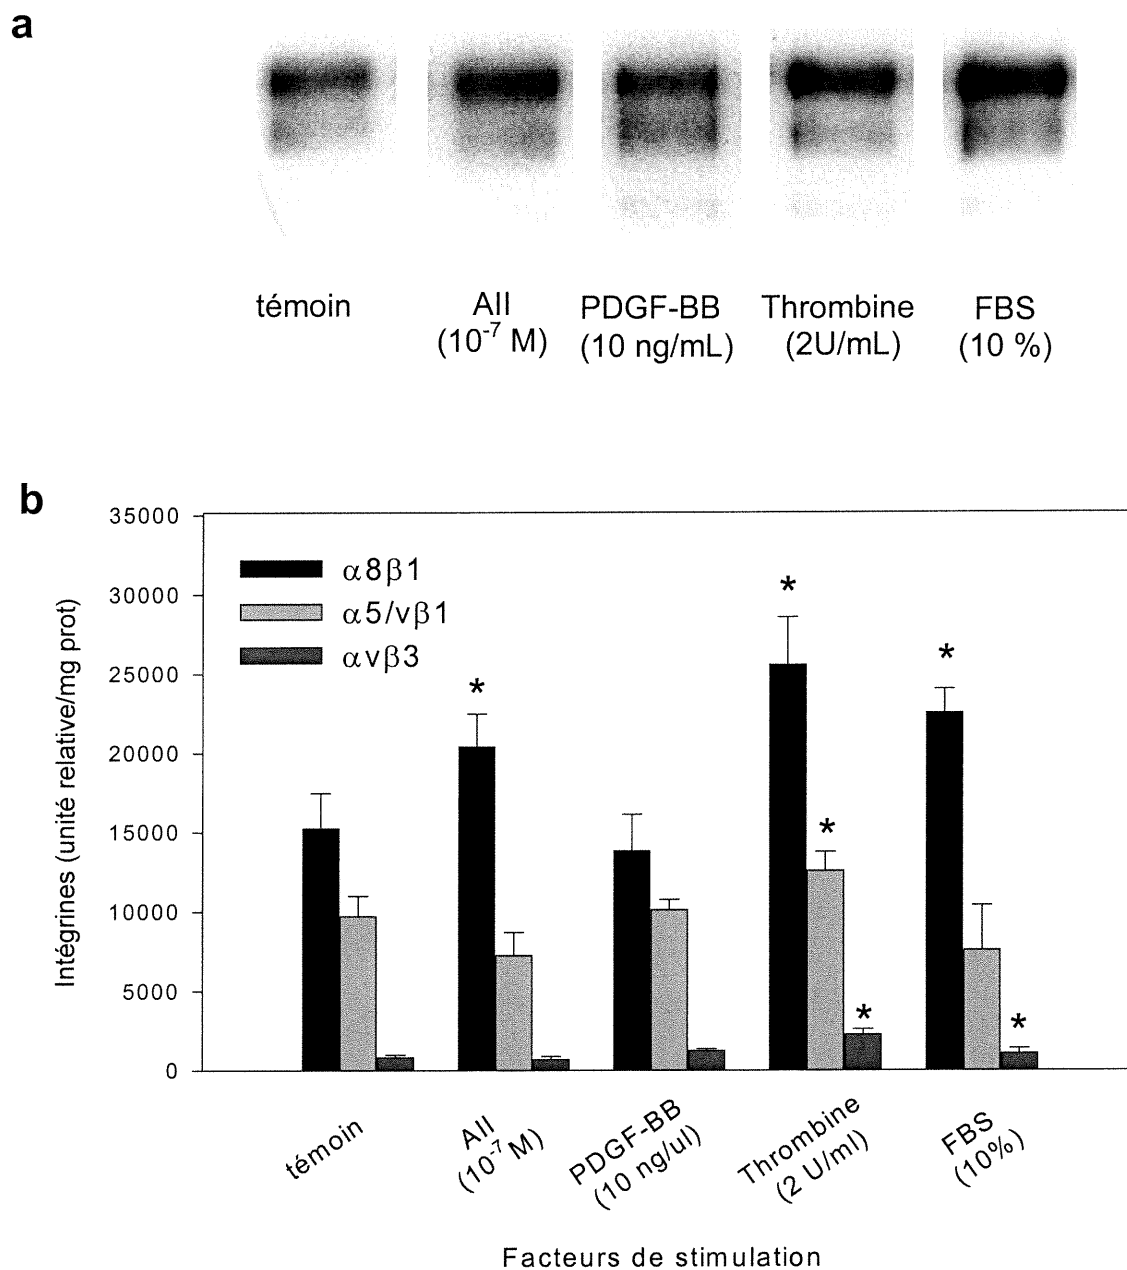 a
témoin
AII
(10⁻⁷ M)
PDGF-BB
(10 ng/mL)
Thrombine
(2U/mL)
FBS
(10 %)
b
Intégrines (unité relative/mg prot)
35000
30000
25000
20000
15000
10000
5000
0
α8β1
α5/vβ1
αvβ3
*
*
*
*
*
*
témoin
AII
(10⁻⁷ M)
PDGF-BB
(10 ng/ul)
Thrombine
(2 U/ml)
FBS
(10%)
Facteurs de stimulation